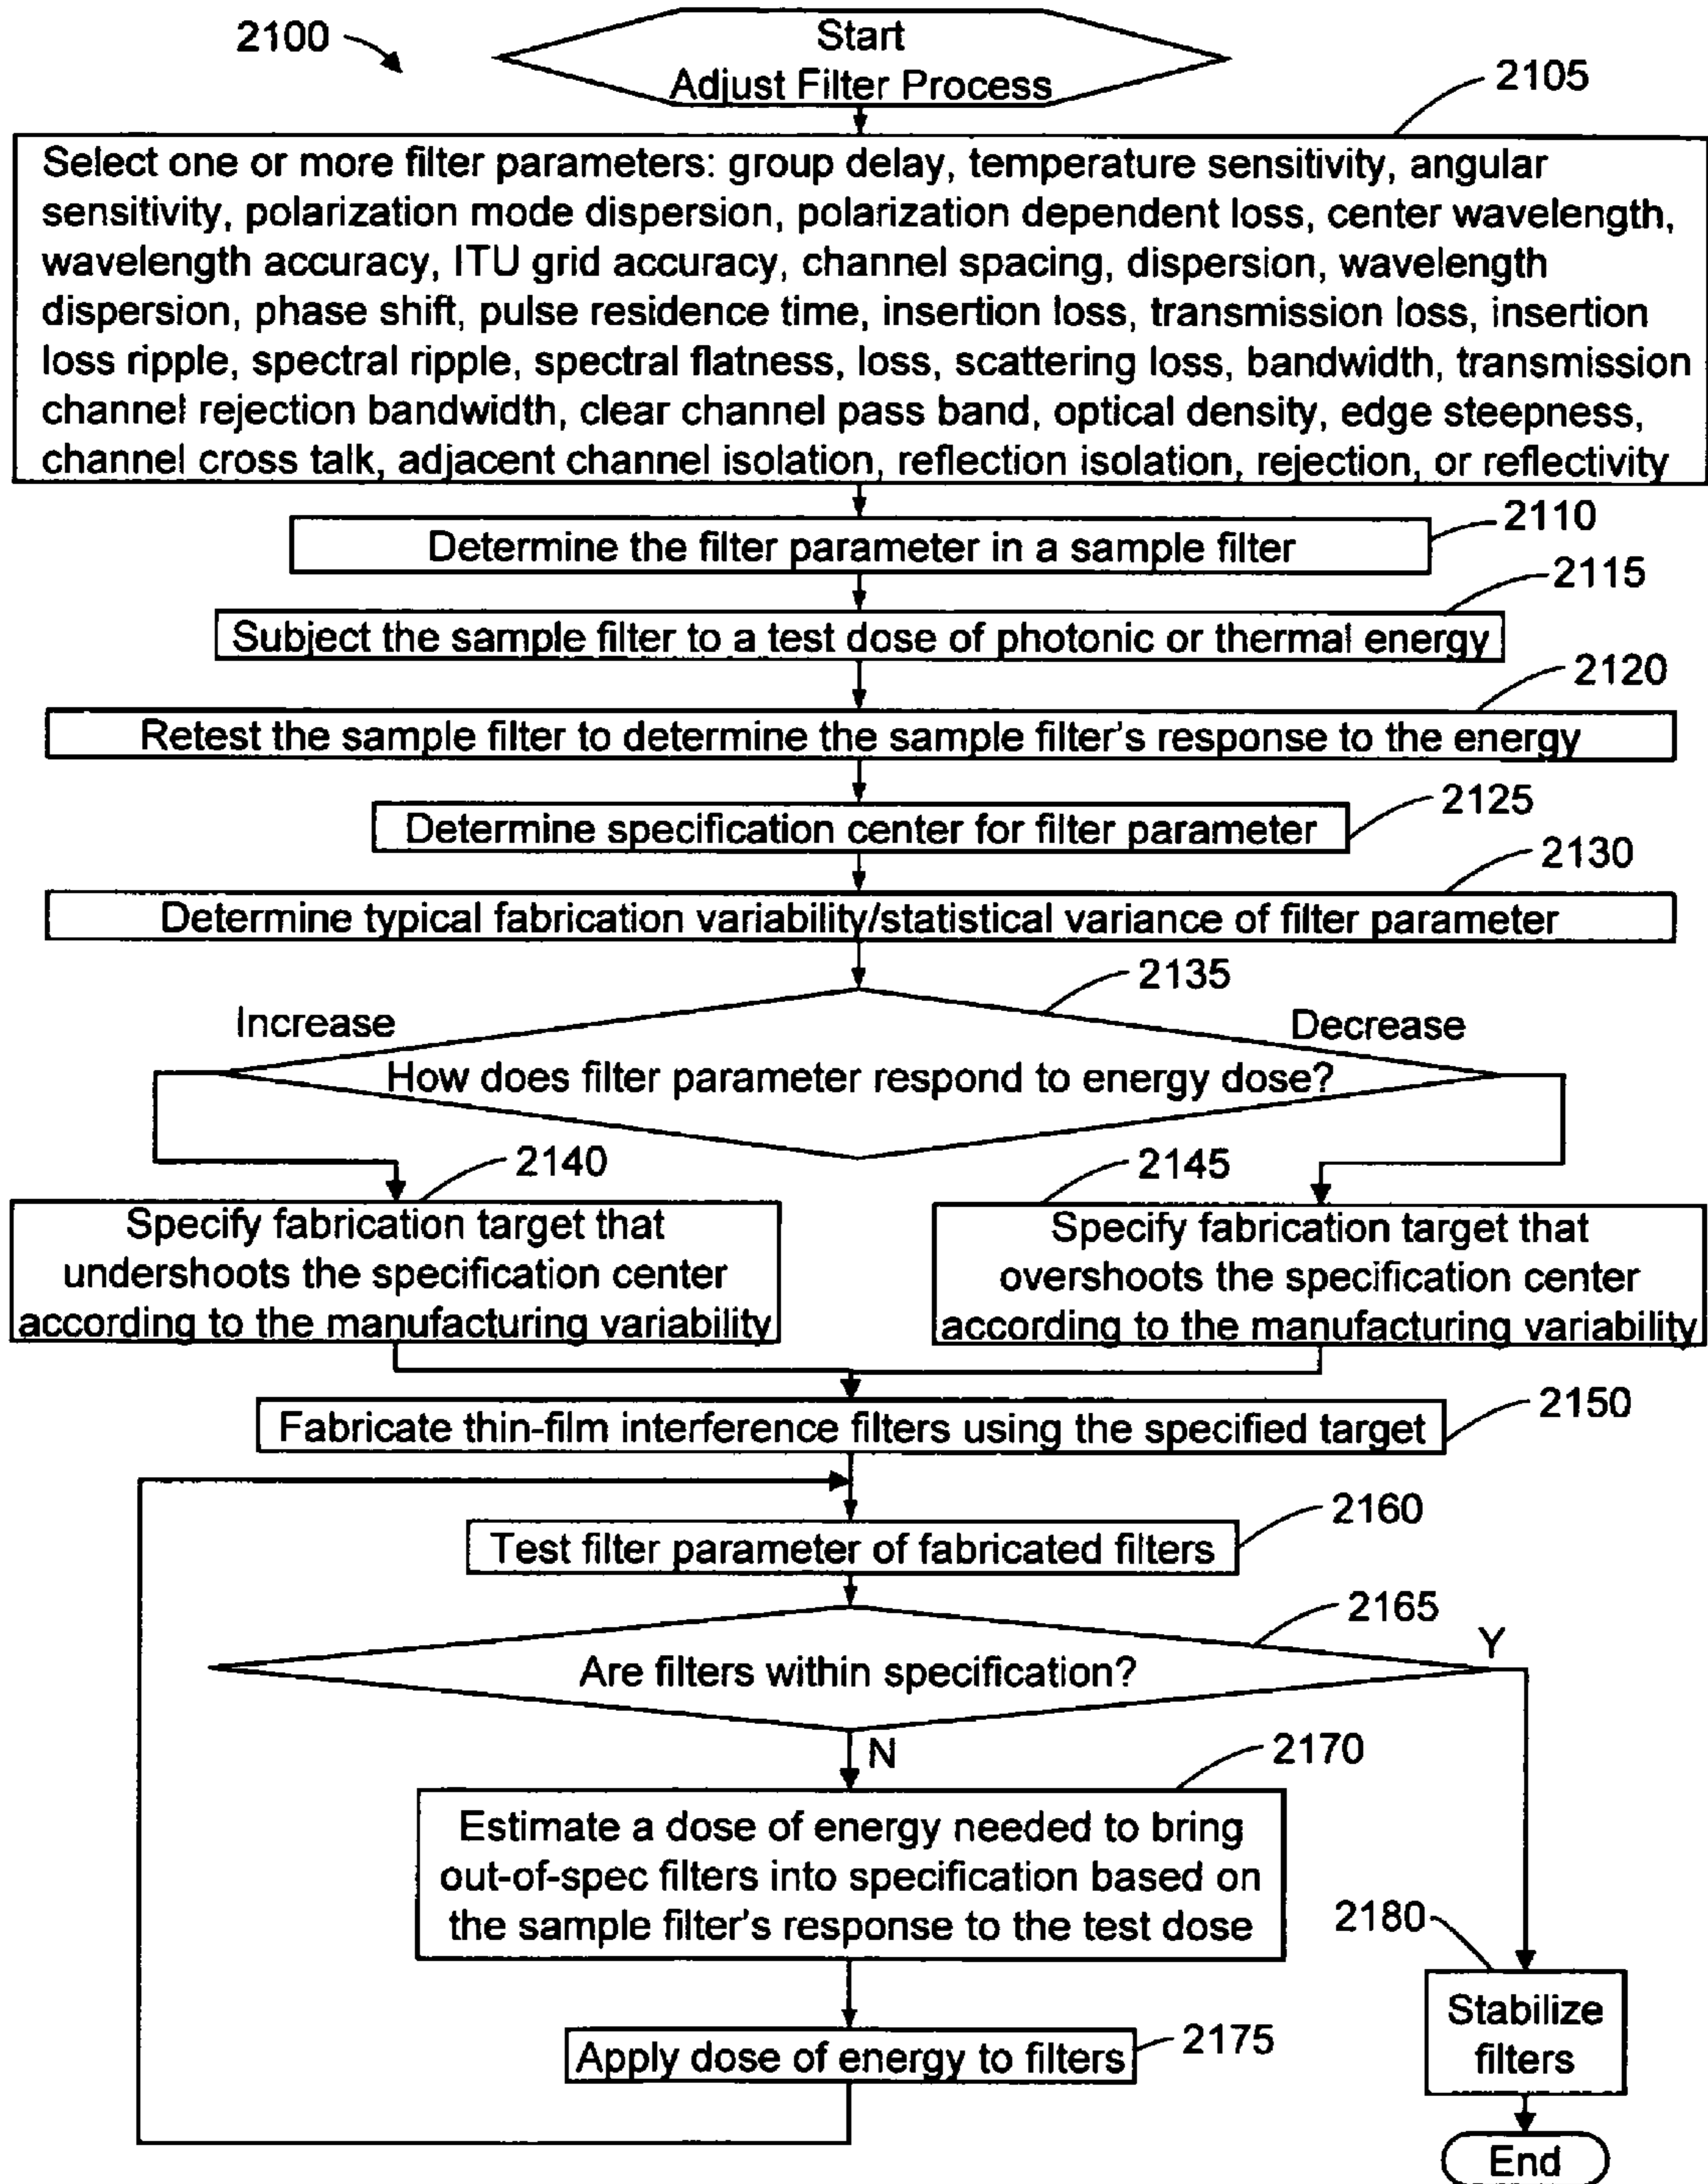 2100
Start
Adjust Filter Process
2105
Select one or more filter parameters: group delay, temperature sensitivity, angular
sensitivity, polarization mode dispersion, polarization dependent loss, center wavelength,
wavelength accuracy, ITU grid accuracy, channel spacing, dispersion, wavelength
dispersion, phase shift, pulse residence time, insertion loss, transmission loss, insertion
loss ripple, spectral ripple, spectral flatness, loss, scattering loss, bandwidth, transmission
channel rejection bandwidth, clear channel pass band, optical density, edge steepness,
channel cross talk, adjacent channel isolation, reflection isolation, rejection, or reflectivity
2110
Determine the filter parameter in a sample filter
2115
Subject the sample filter to a test dose of photonic or thermal energy
2120
Retest the sample filter to determine the sample filter's response to the energy
2125
Determine specification center for filter parameter
2130
Determine typical fabrication variability/statistical variance of filter parameter
2135
Increase
Decrease
How does filter parameter respond to energy dose?
2140
Specify fabrication target that
undershoots the specification center
according to the manufacturing variability
2145
Specify fabrication target that
overshoots the specification center
according to the manufacturing variability
2150
Fabricate thin-film interference filters using the specified target
2160
Test filter parameter of fabricated filters
2165
Y
Are filters within specification?
N
2170
Estimate a dose of energy needed to bring
out-of-spec filters into specification based on
the sample filter's response to the test dose
2175
Apply dose of energy to filters
2180
Stabilize
filters
End